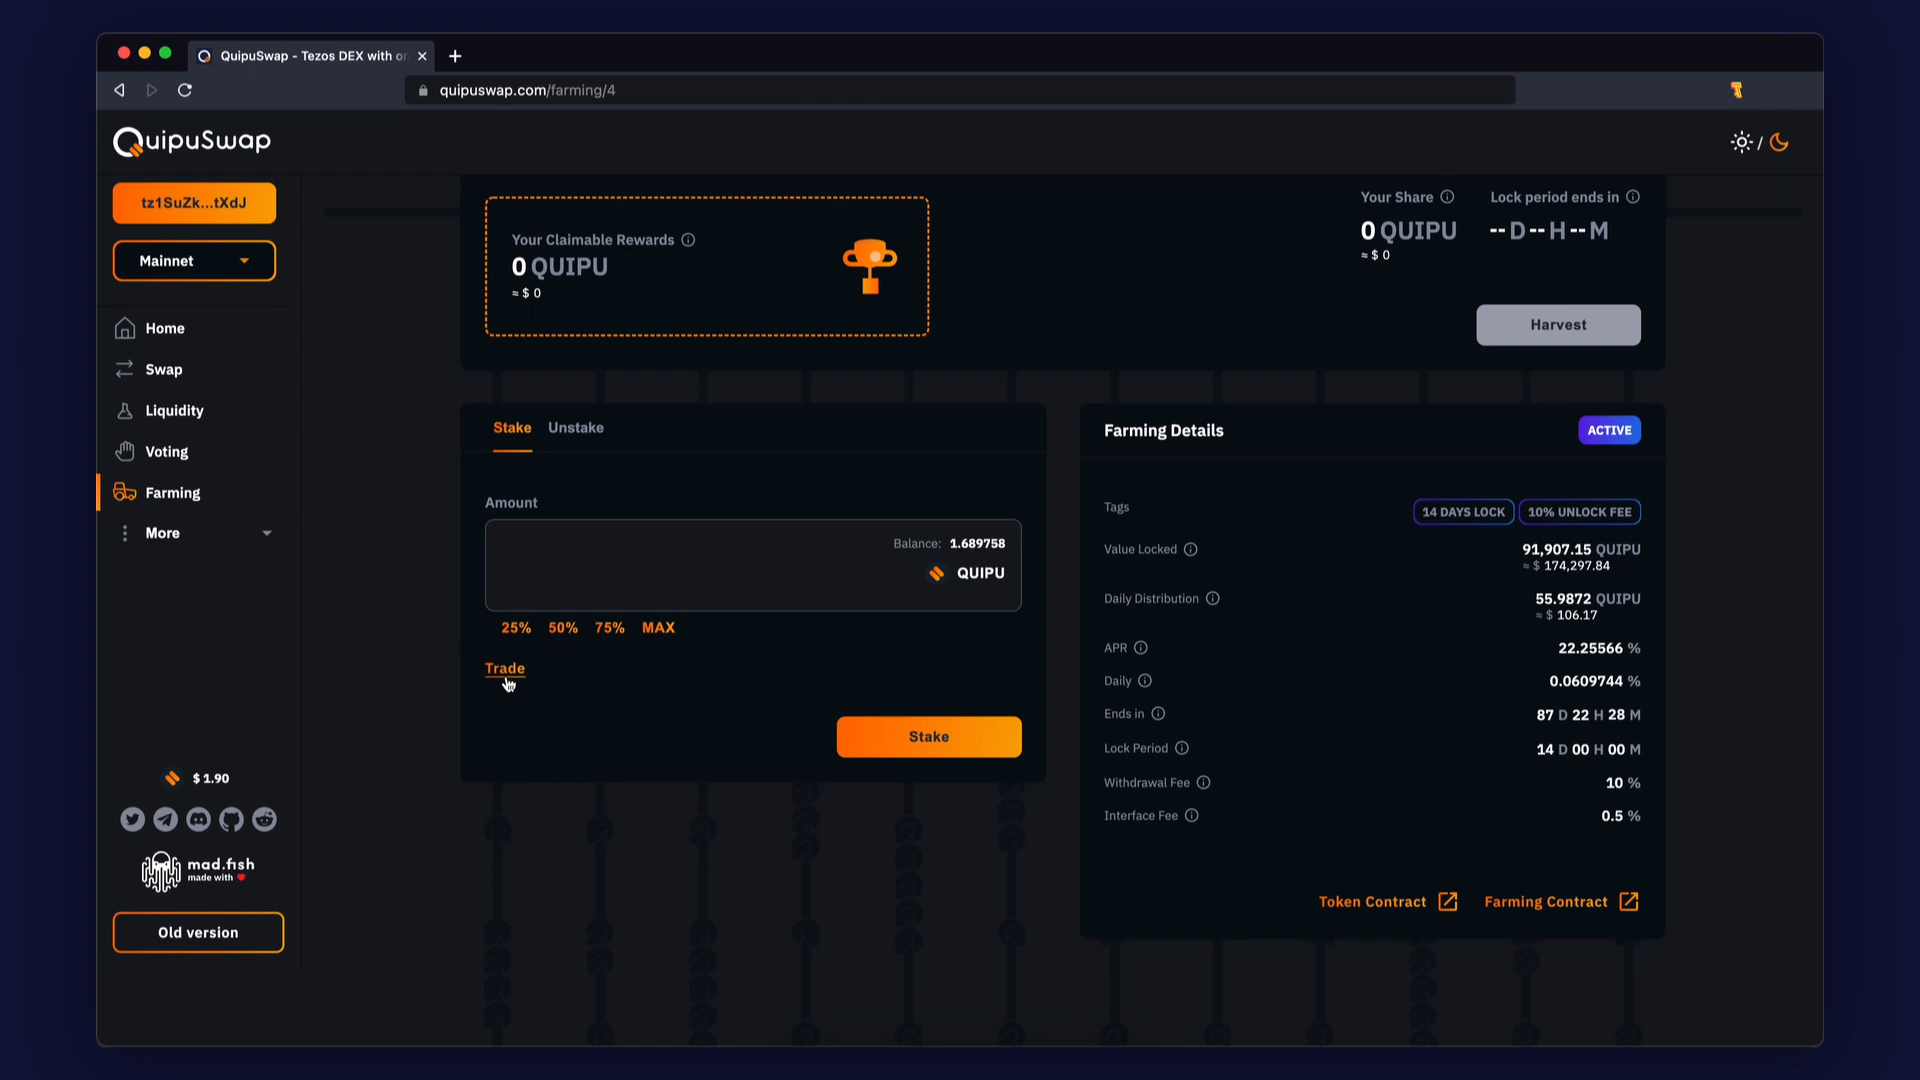 QuipuSwap - Tezos DEX with or
quipuswap.com/farming/4
QuipuSwap
/
tz1SuZk...tXdJ
Mainnet
Home
Swap
Liquidity
Voting
Farming
More
$ 1.90
mad.fish
made with
Old version
Your Claimable Rewards
0 QUIPU
≈ $ 0
Your Share
0 QUIPU
≈ $ 0
Lock period ends in
-- D -- H -- M
Harvest
Stake Unstake
Amount
Balance: 1.689758
QUIPU
25% 50% 75% MAX
Trade
Stake
Farming Details
ACTIVE
Tags
14 DAYS LOCK
10% UNLOCK FEE
Value Locked
91,907.15 QUIPU
≈ $ 174,297.84
Daily Distribution
55.9872 QUIPU
≈ $ 106.17
APR
22.25566 %
Daily
0.0609744 %
Ends in
87 D 22 H 28 M
Lock Period
14 D 00 H 00 M
Withdrawal Fee
10 %
Interface Fee
0.5 %
Token Contract
Farming Contract